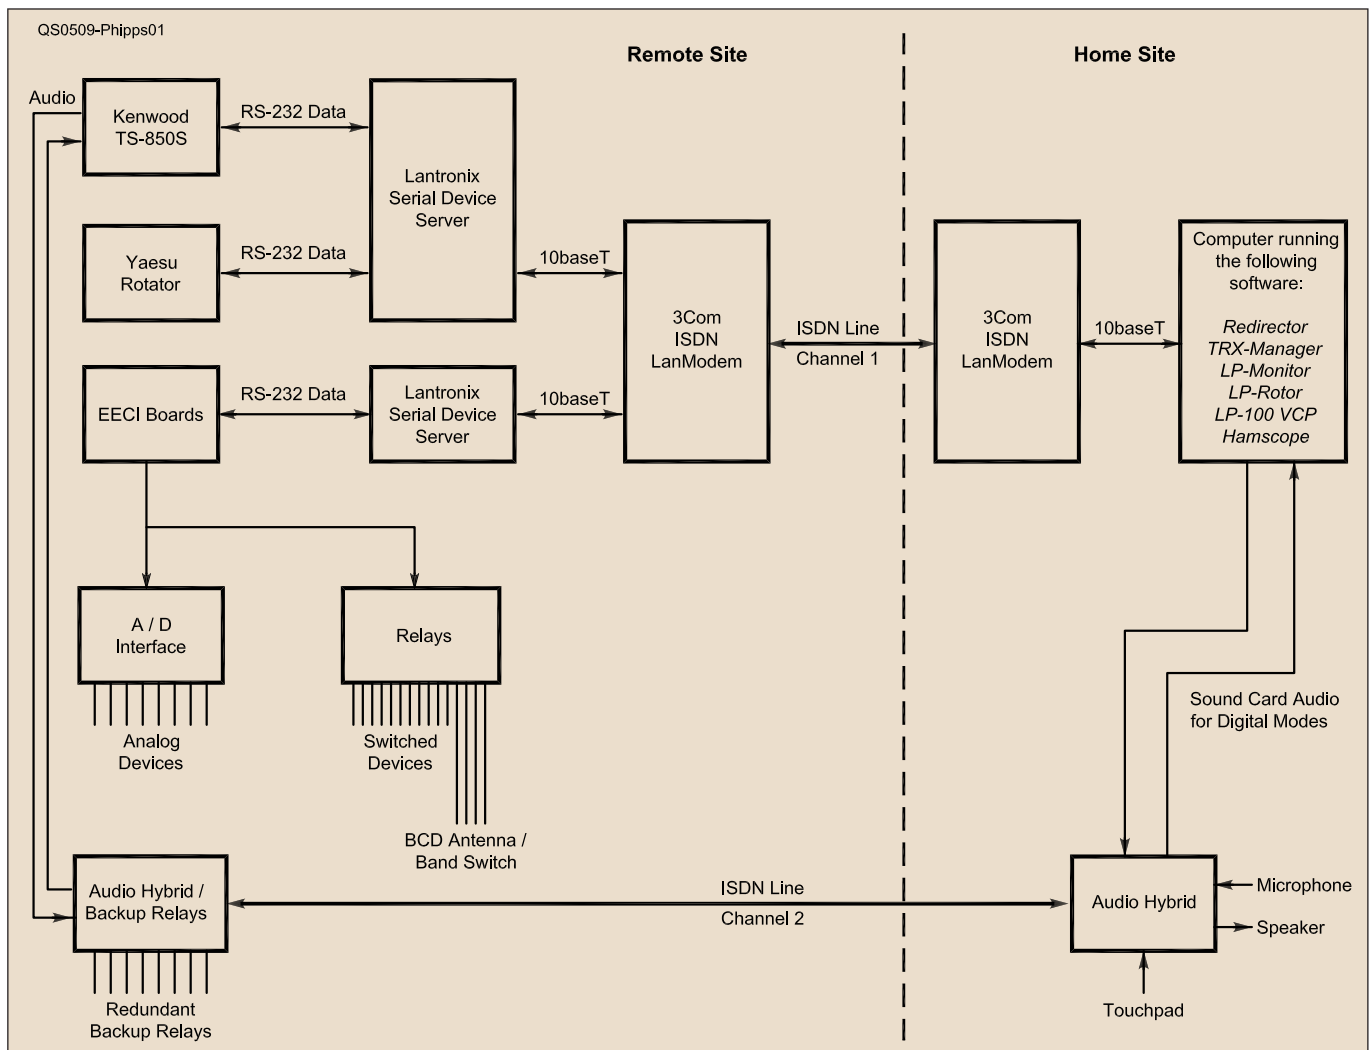 QS0509-Phipps01
Remote Site
Home Site
Audio
Kenwood
TS-850S
RS-232 Data
Lantronix
Serial Device
Server
Yaesu
Rotator
RS-232 Data
10baseT
3Com
ISDN
LanModem
ISDN Line
Channel 1
3Com
ISDN
LanModem
10baseT
Computer running
the following
software:
Redirector
TRX-Manager
LP-Monitor
LP-Rotor
LP-100 VCP
Hamscope
EECI Boards
RS-232 Data
Lantronix
Serial Device
Server
10baseT
A / D
Interface
Relays
Analog
Devices
Switched
Devices
BCD Antenna /
Band Switch
Sound Card Audio
for Digital Modes
Audio Hybrid /
Backup Relays
ISDN Line
Channel 2
Audio Hybrid
Microphone
Speaker
Redundant
Backup Relays
Touchpad